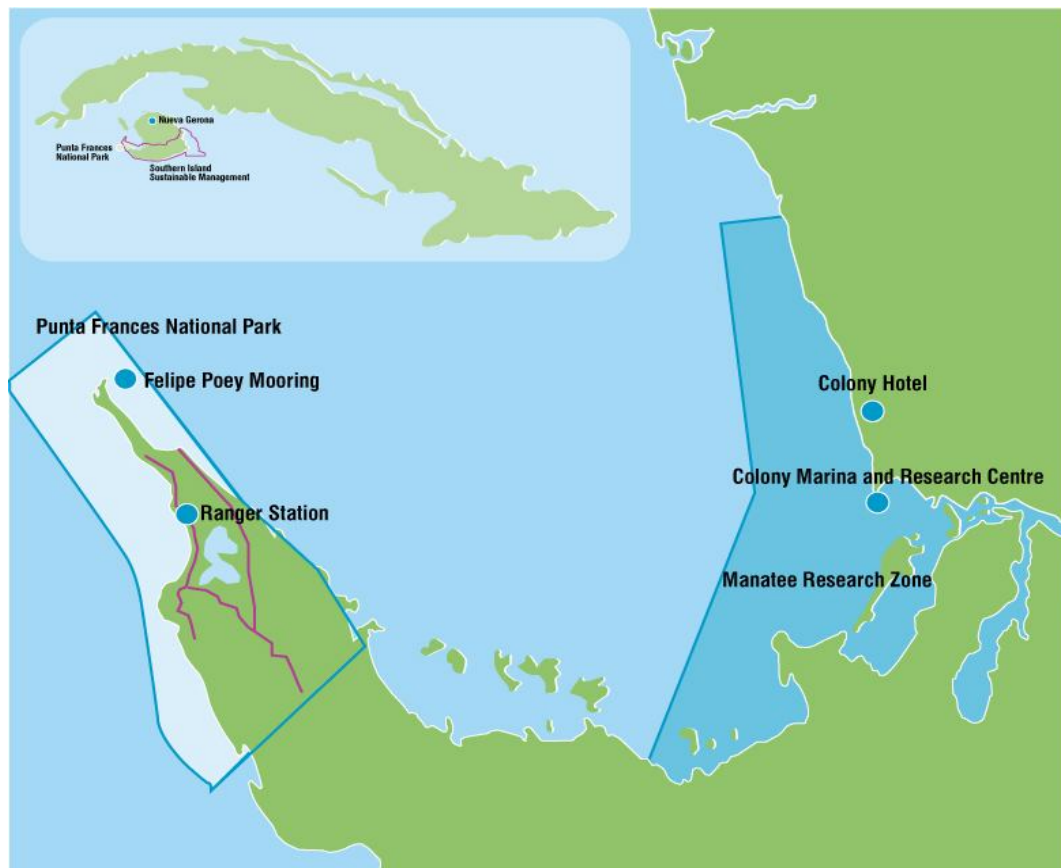 Nueva Gerona
Punta Frances
National Park
Southern Island
Sustainable Management
Punta Frances National Park
Felipe Poey Mooring
Colony Hotel
Colony Marina and Research Centre
Ranger Station
Manatee Research Zone